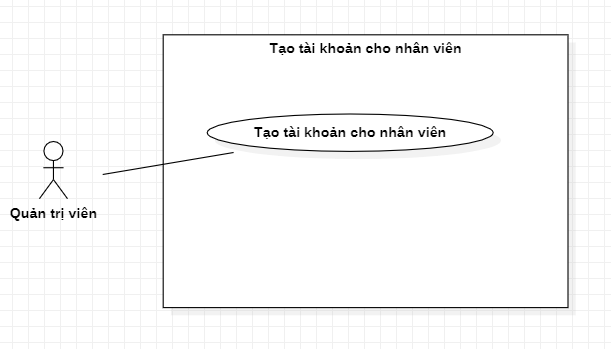 Tạo tài khoản cho nhân viên
Tạo tài khoản cho nhân viên
Quản trị viên